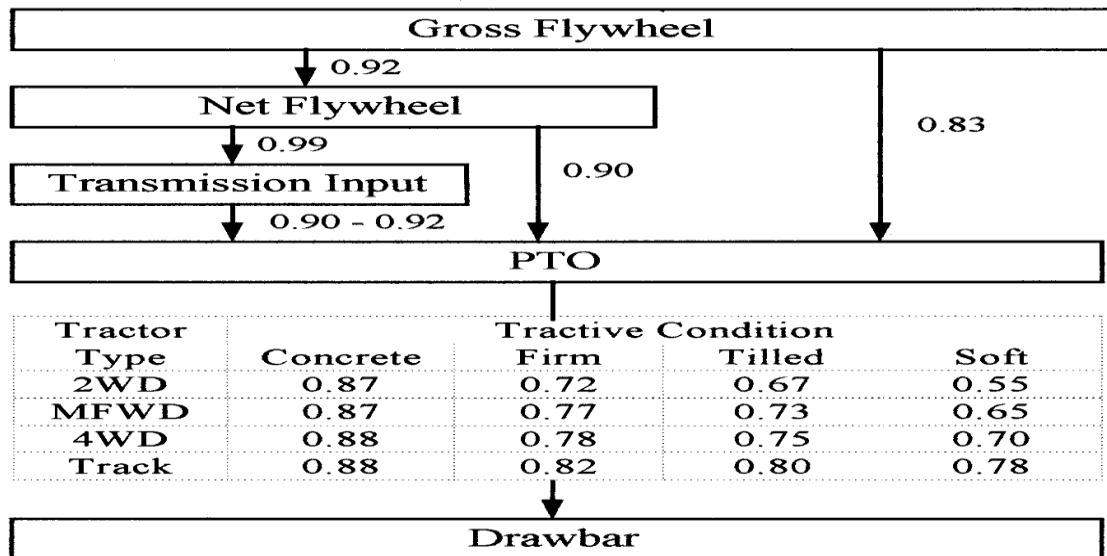 Gross Flywheel
0.92
Net Flywheel
0.83
0.99
0.90
Transmission Input
0.90 - 0.92
PTO
Tractor Tractive Condition
Type Concrete Firm Tilled Soft
2WD 0.87 0.72 0.67 0.55
MFWD 0.87 0.77 0.73 0.65
4WD 0.88 0.78 0.75 0.70
Track 0.88 0.82 0.80 0.78
Drawbar